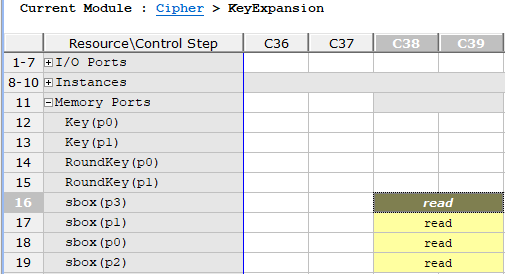 Current Module : Cipher > KeyExpansion
Resource\Control Step C36 C37 C38 C39
1-7 I/O Ports
8-10 Instances
11 Memory Ports
12 Key(p0)
13 Key(p1)
14 RoundKey(p0)
15 RoundKey(p1)
16 sbox(p3) read
17 sbox(p1) read
18 sbox(p0) read
19 sbox(p2) read